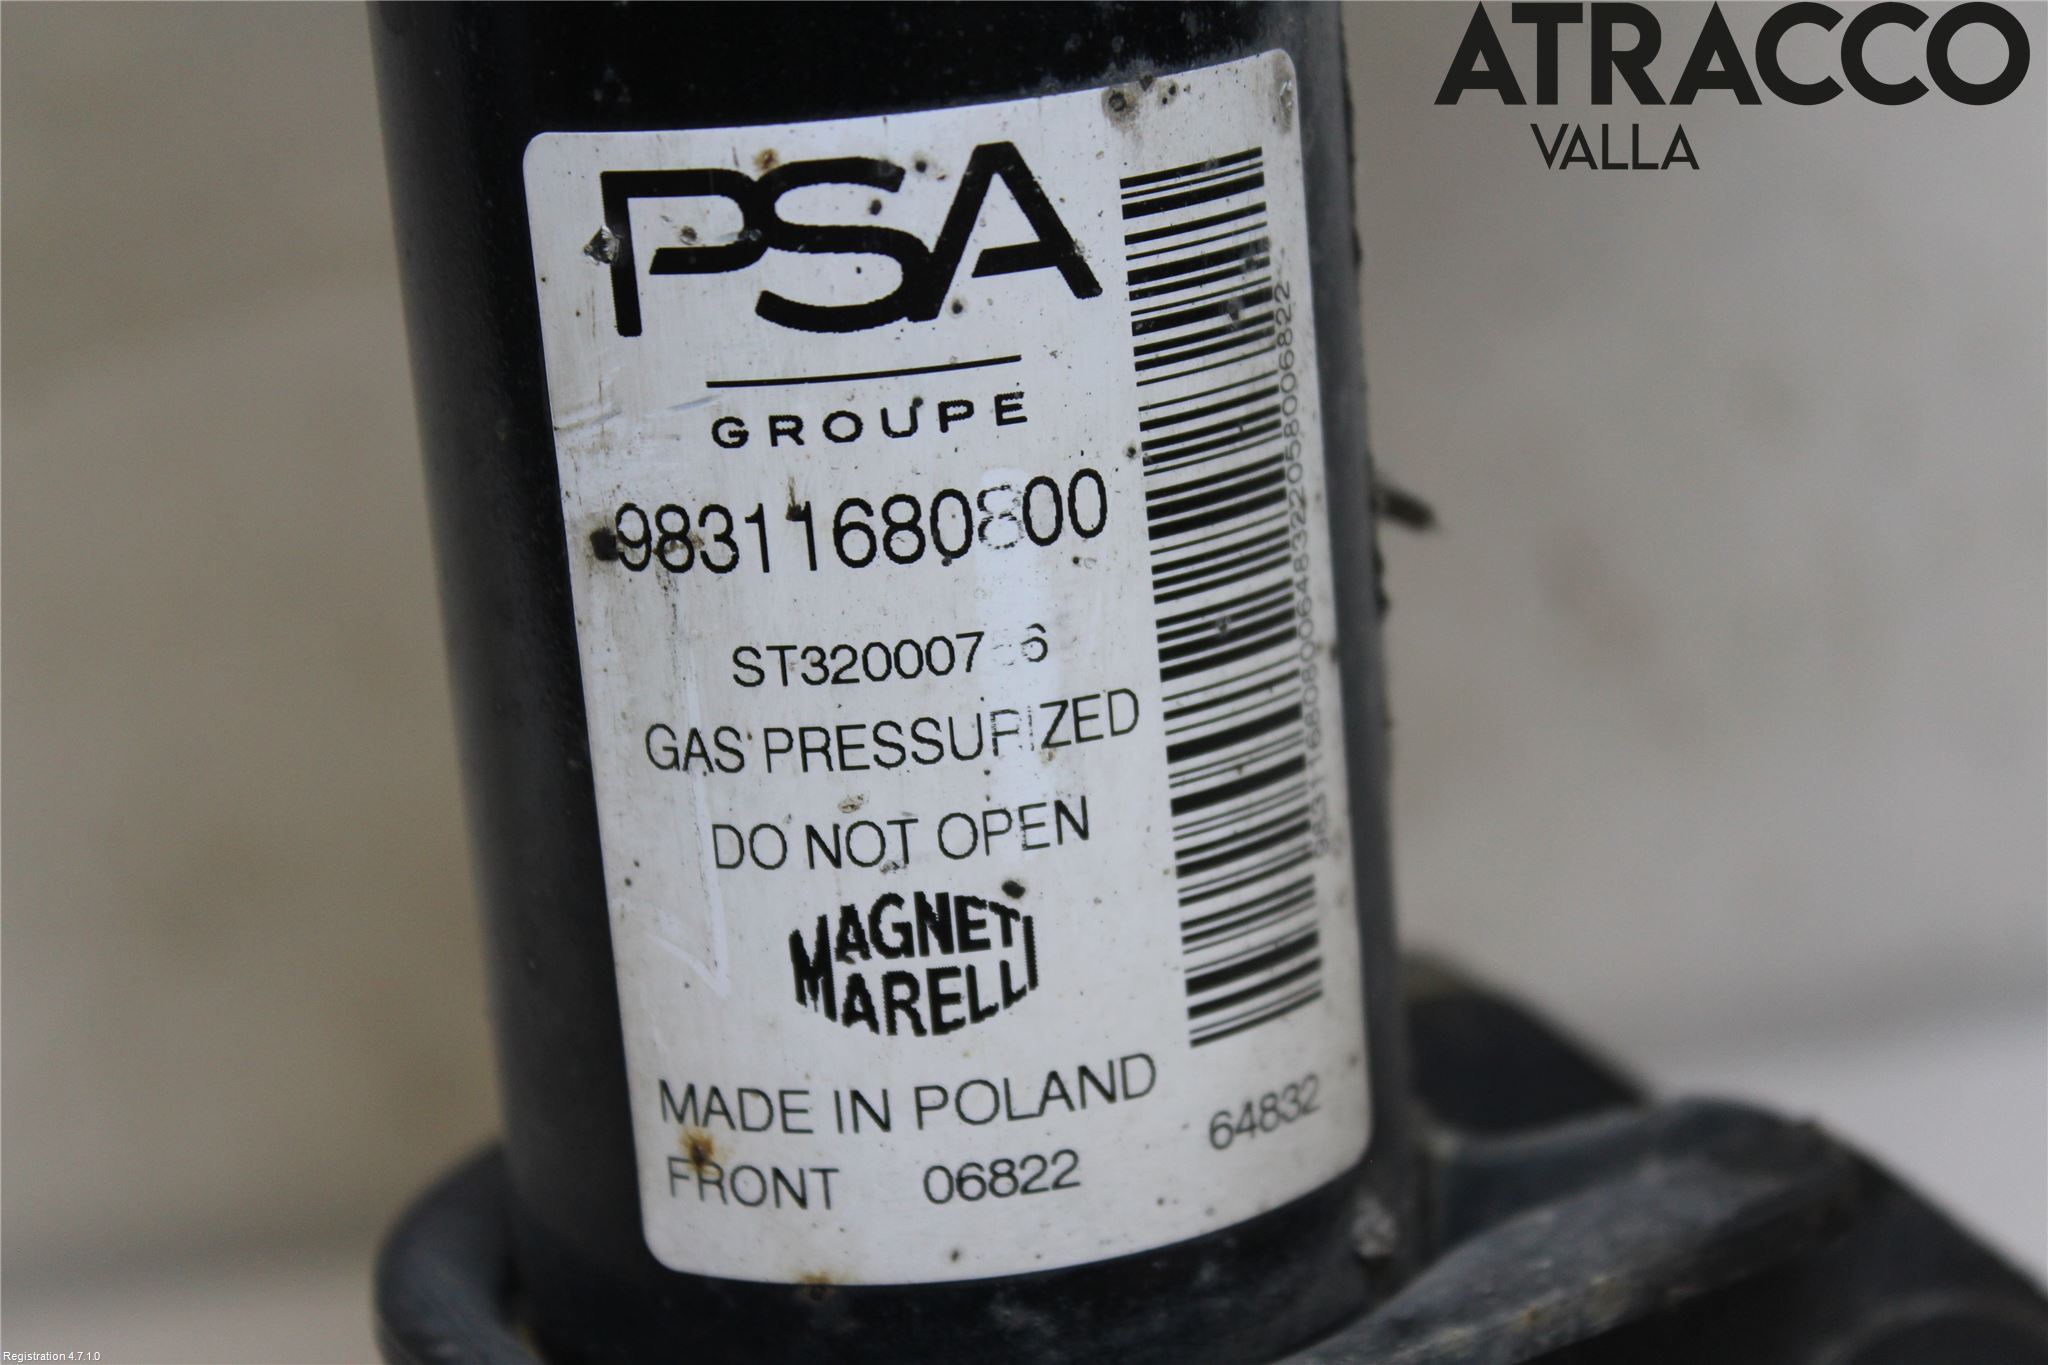 ATRACCO
VALLA
PSA
GROUPE
98311680800
GAS PRESSURIZED
DO NOT OPEN
MAGNETI
MARELLI
MADE IN POLAND
FRONT 06822
64832
983116808006483220580006822
Registration 4.7.1.0